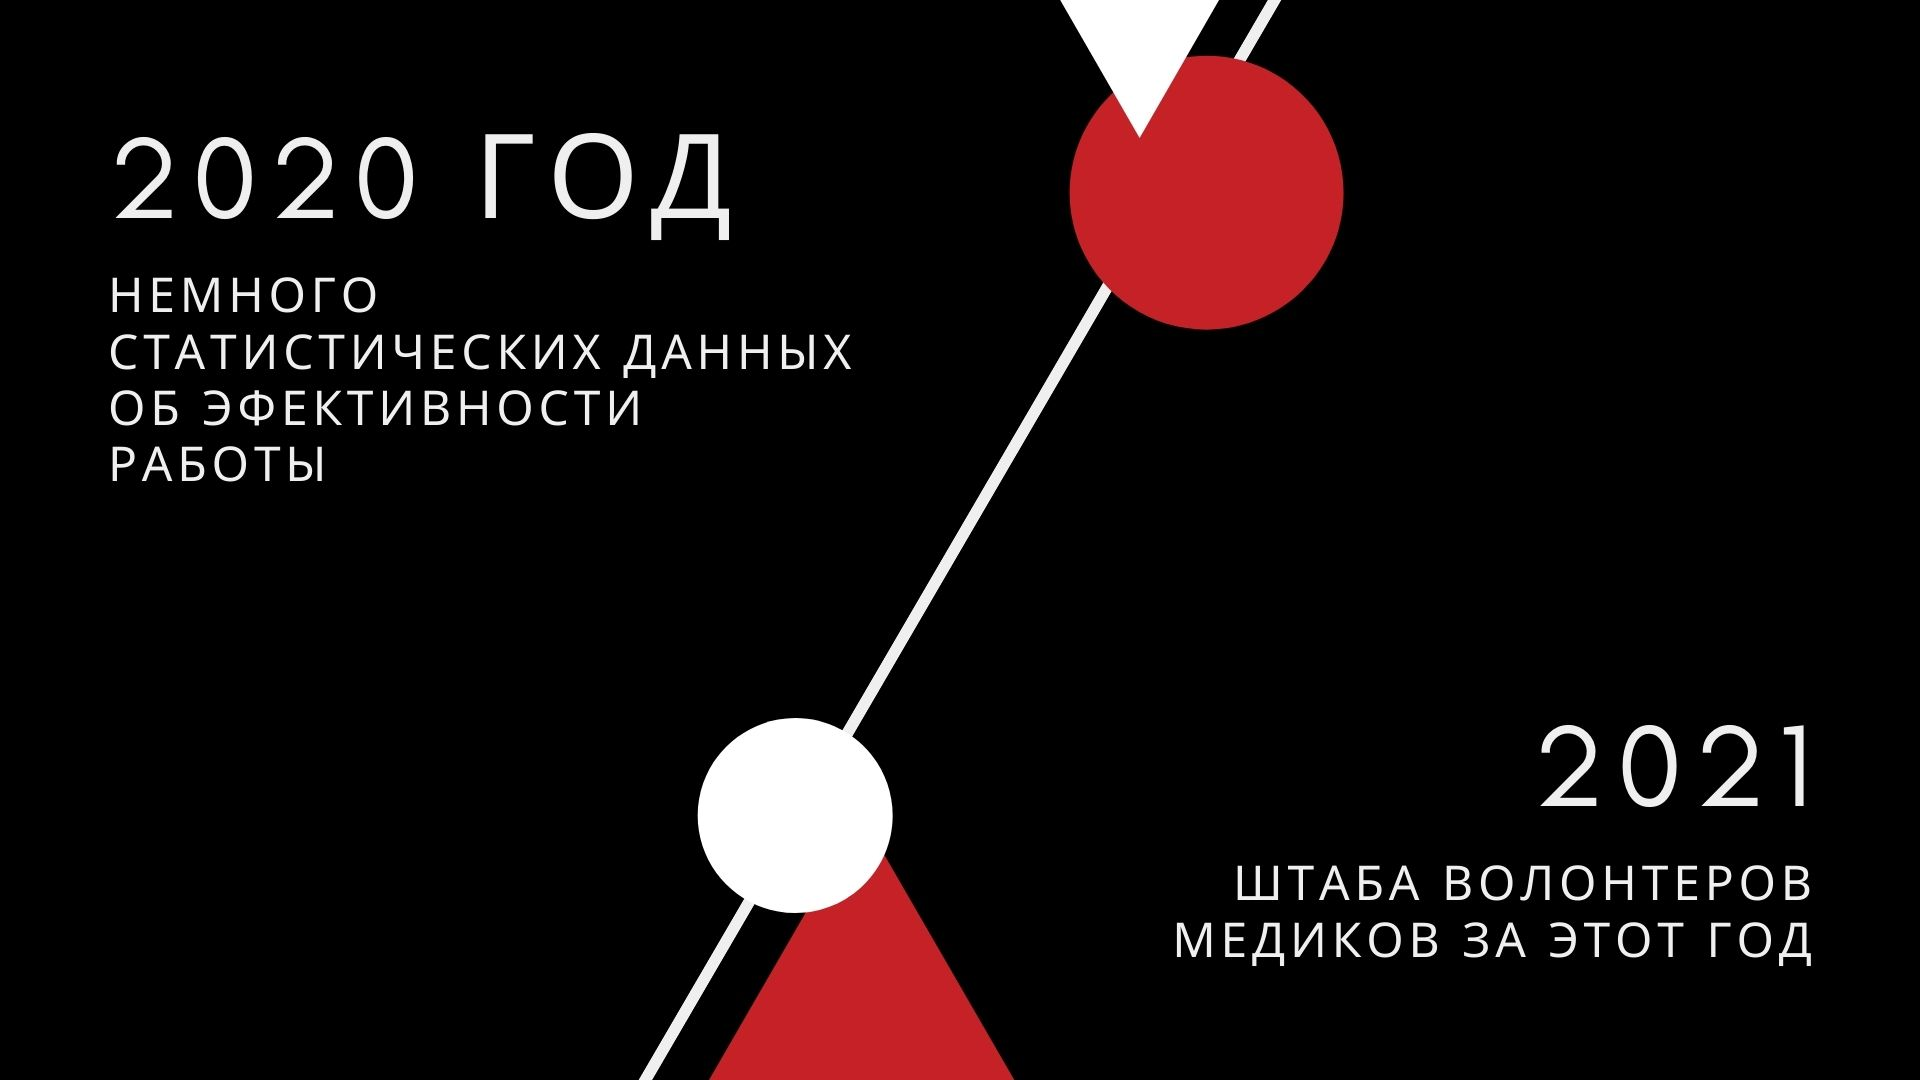 2020 ГОД
НЕМНОГО
СТАТИСТИЧЕСКИХ ДАННЫХ
ОБ ЭФЕКТИВНОСТИ
РАБОТЫ
2021
ШТАБА ВОЛОНТЕРОВ
МЕДИКОВ ЗА ЭТОТ ГОД